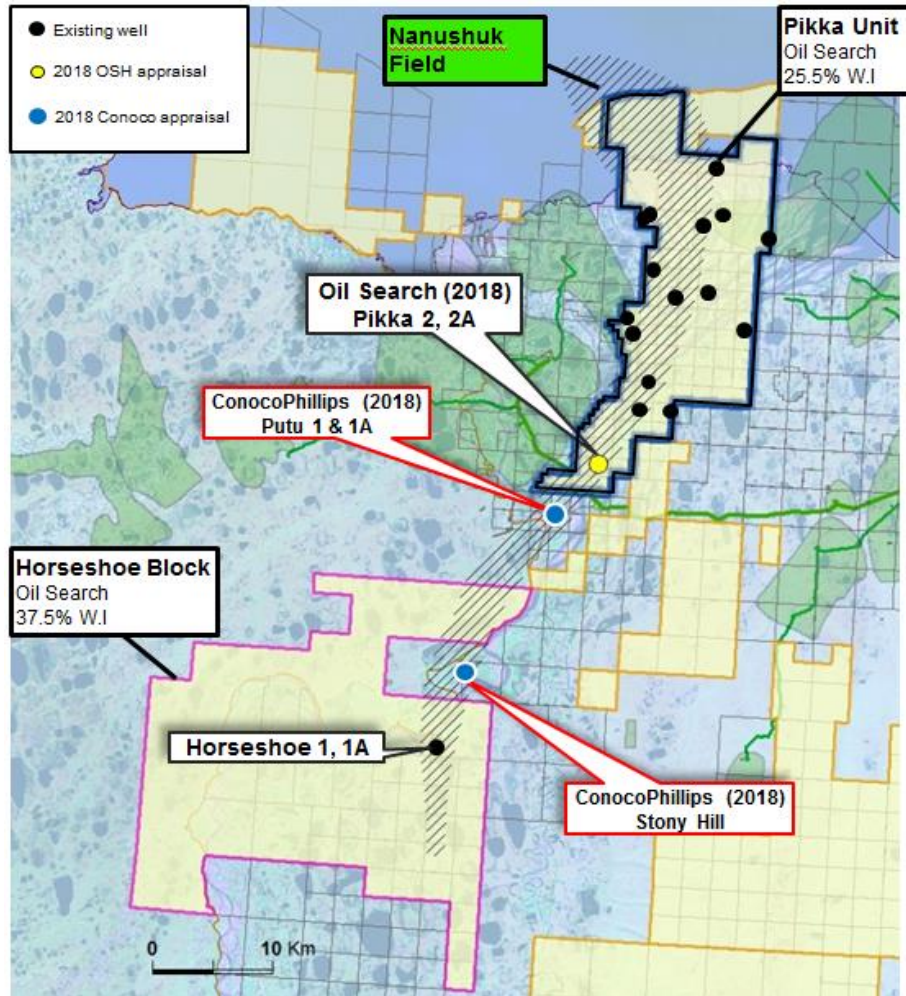 Existing well
2018 OSH appraisal
2018 Conoco appraisal
Nanushuk
Field
Pikka Unit
Oil Search
25.5% W.I
Oil Search (2018)
Pikka 2, 2A
ConocoPhillips (2018)
Putu 1 & 1A
Horseshoe Block
Oil Search
37.5% W.I
Horseshoe 1, 1A
ConocoPhillips (2018)
Stony Hill
0 10 Km